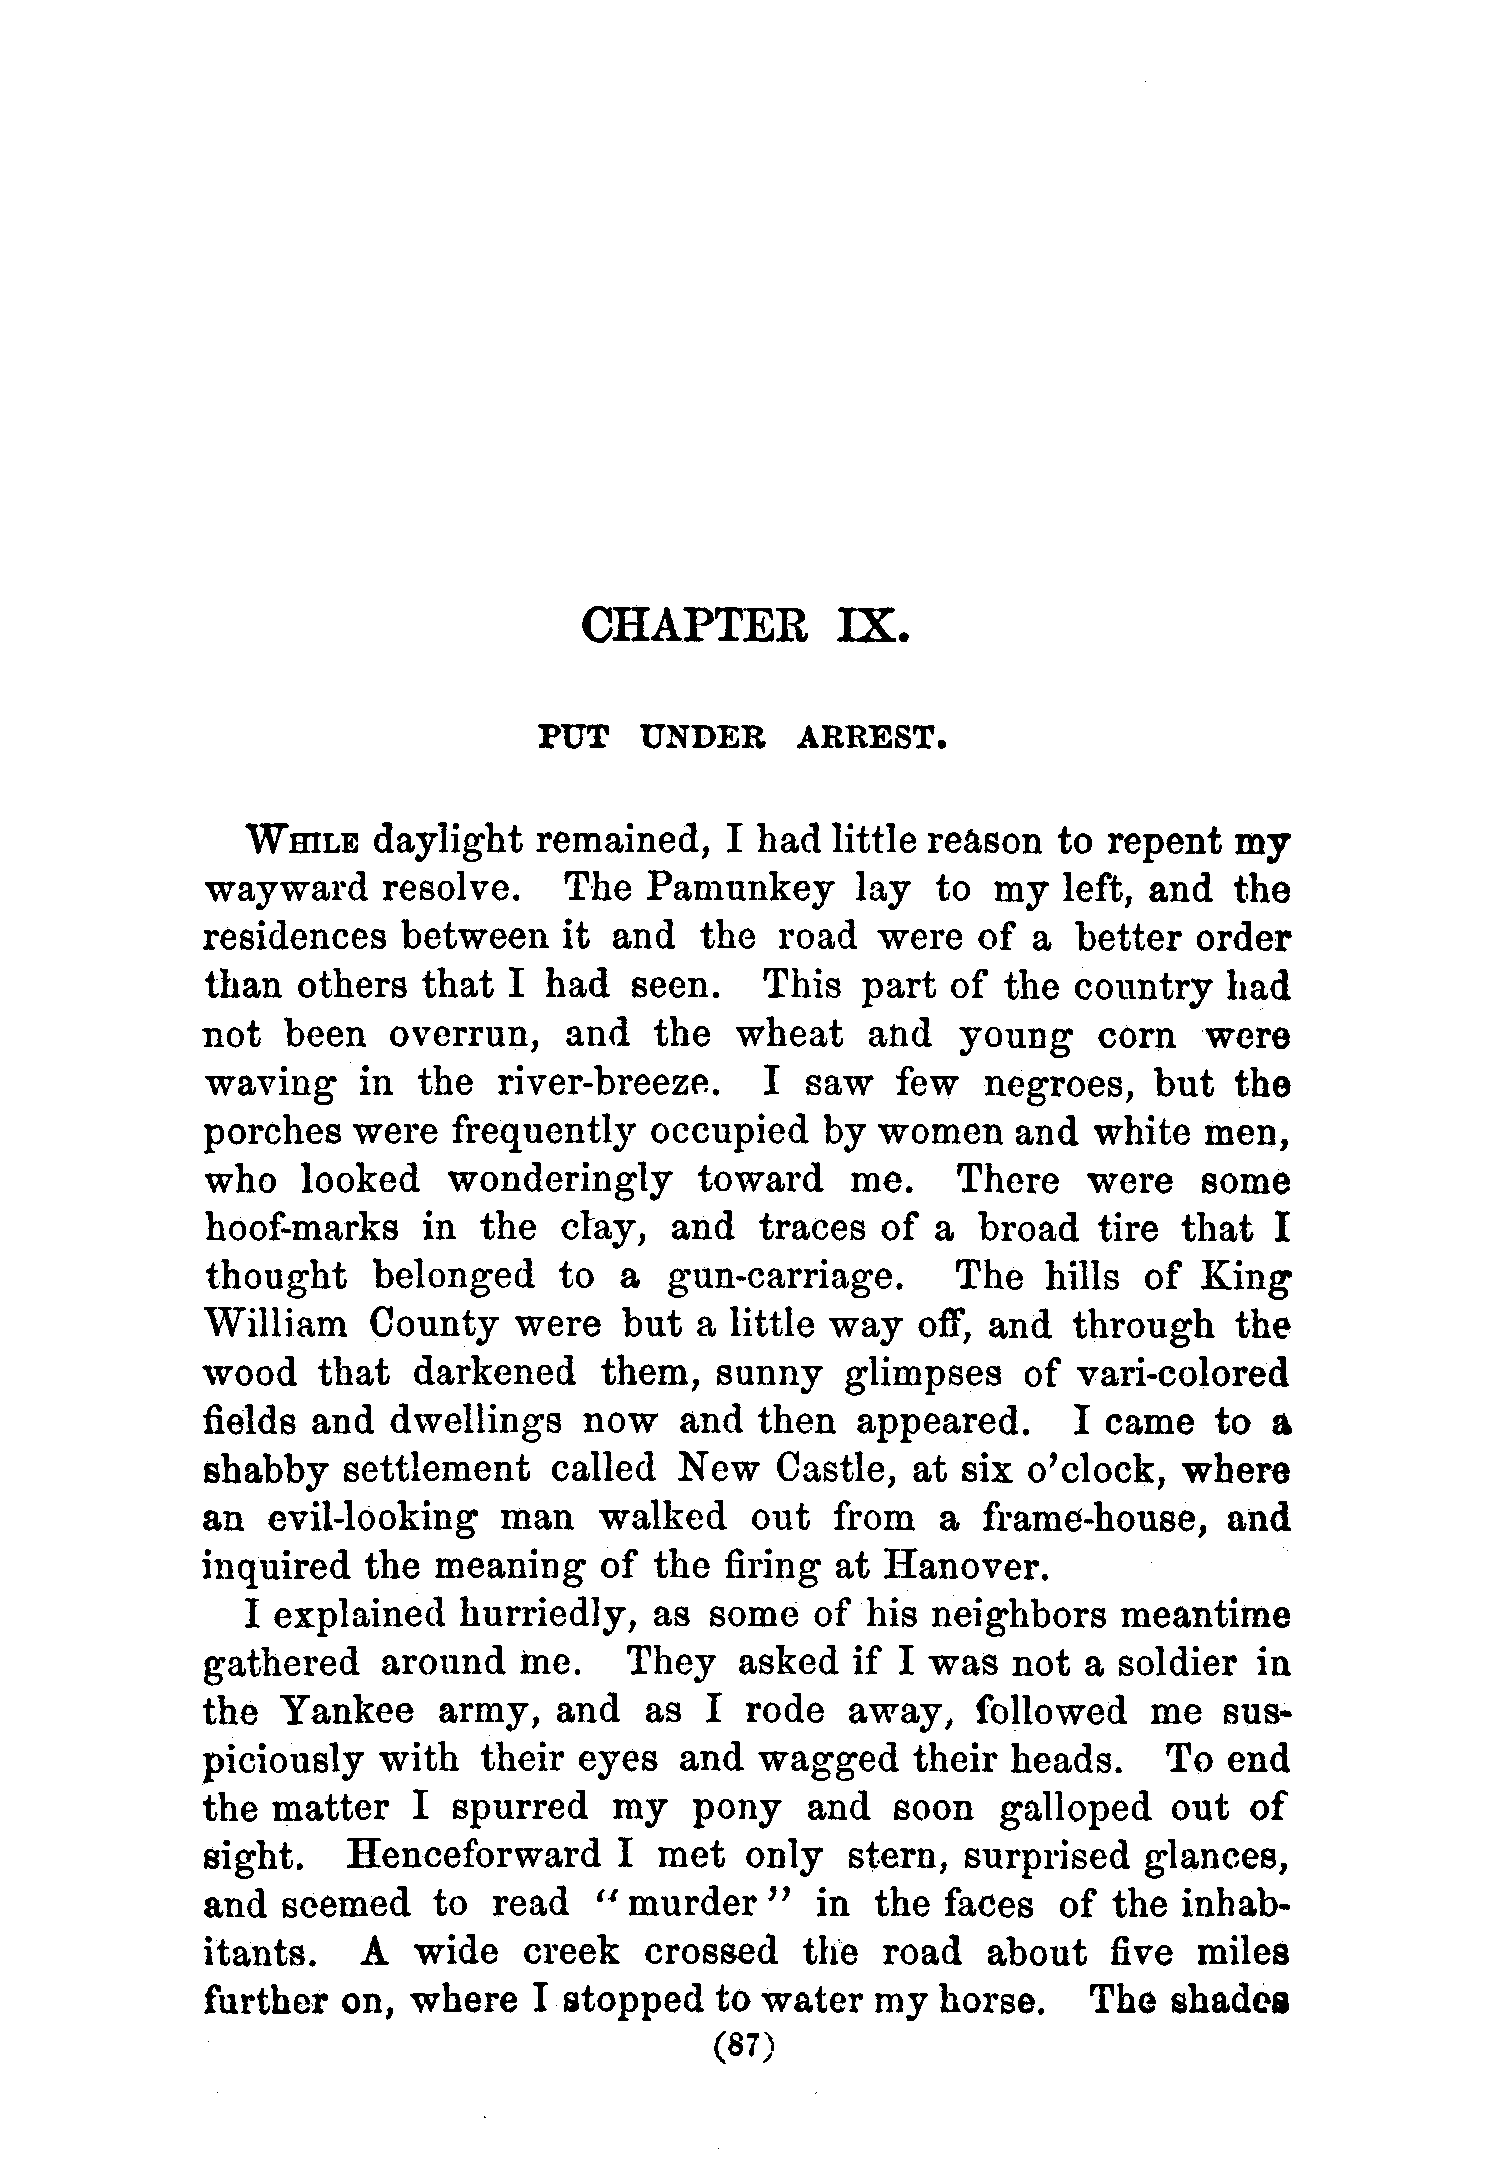 CHAPTER IX.
PUT UNDER ARREST.
WHILE daylight remained, I had little reason to repent my
wayward resolve. The Pamunkey lay to my left, and the
residences between it and the road were of a better order
than others that I had seen. This part of the country had
not been overrun, and the wheat and young corn were
waving in the river-breeze. I saw few negroes, but the
porches were frequently occupied by women and white men,
who looked wonderingly toward me. There were some
hoof-marks in the clay, and traces of a broad tire that I
thought belonged to a gun-carriage. The hills of King
William County were but a little way off, and through the
wood that darkened them, sunny glimpses of vari-colored
fields and dwellings now and then appeared. I came to a
shabby settlement called New Castle, at six o'clock, where
an evil-looking man walked out from a frame-house, and
inquired the meaning of the firing at Hanover.
I explained hurriedly, as some of his neighbors meantime
gathered around me. They asked if I was not a soldier in
the Yankee army, and as I rode away, followed me sus-
piciously with their eyes and wagged their heads. To end
the matter I spurred my pony and soon galloped out of
sight. Henceforward I met only stern, surprised glances,
and seemed to read "murder" in the faces of the inhab-
itants. A wide creek crossed the road about five miles
further on, where I stopped to water my horse. The shades
(87)